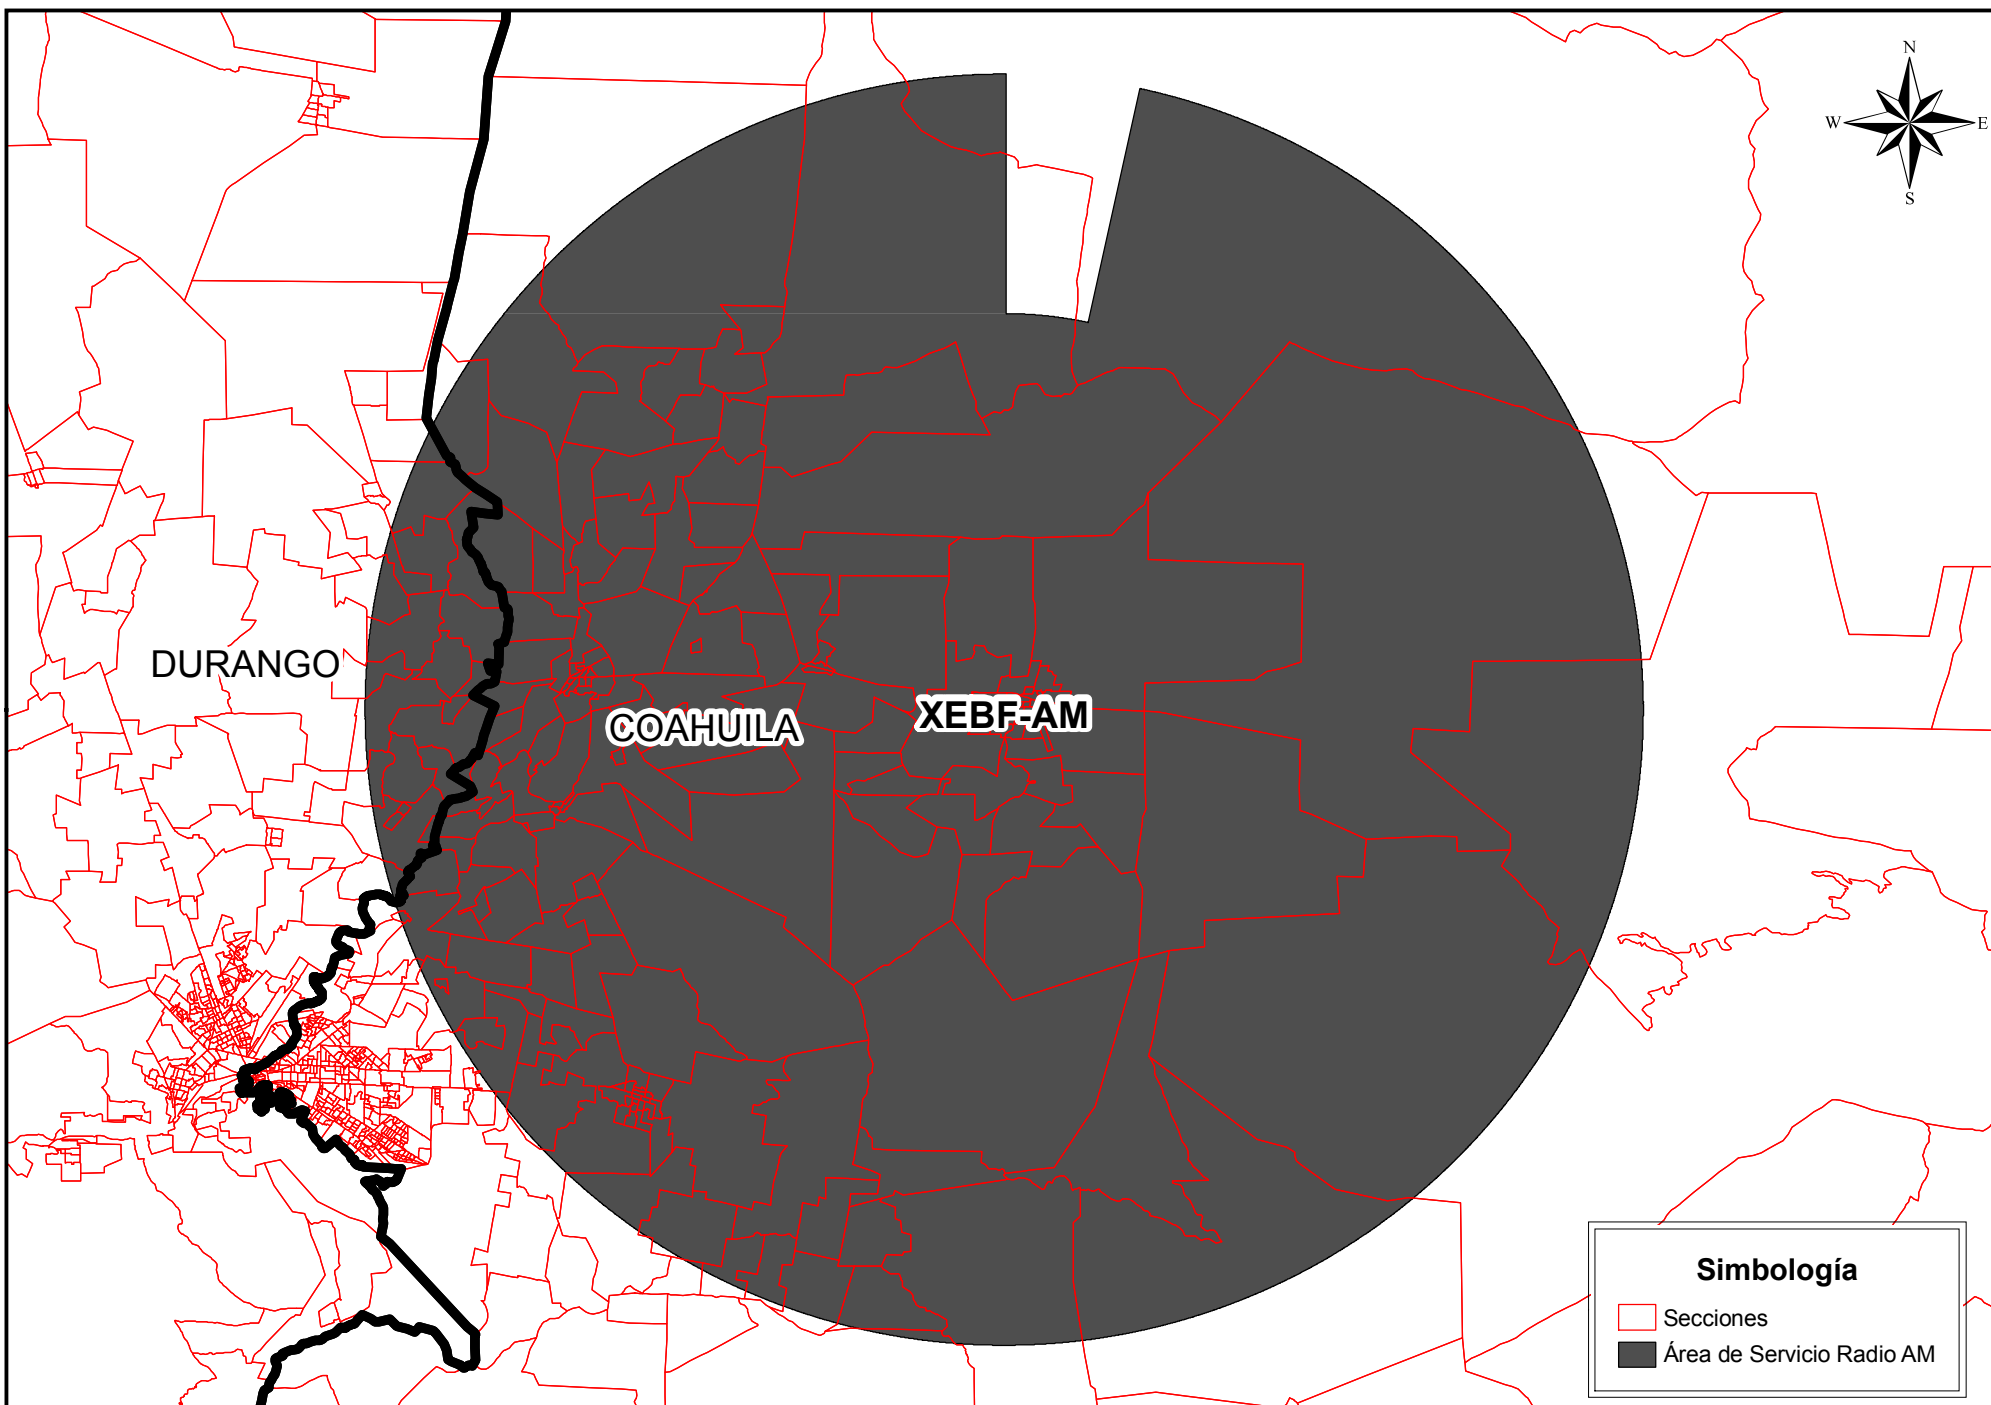 N
W E
S
DURANGO
COAHUILA
XEBF-AM
Simbología
Secciones
Área de Servicio Radio AM